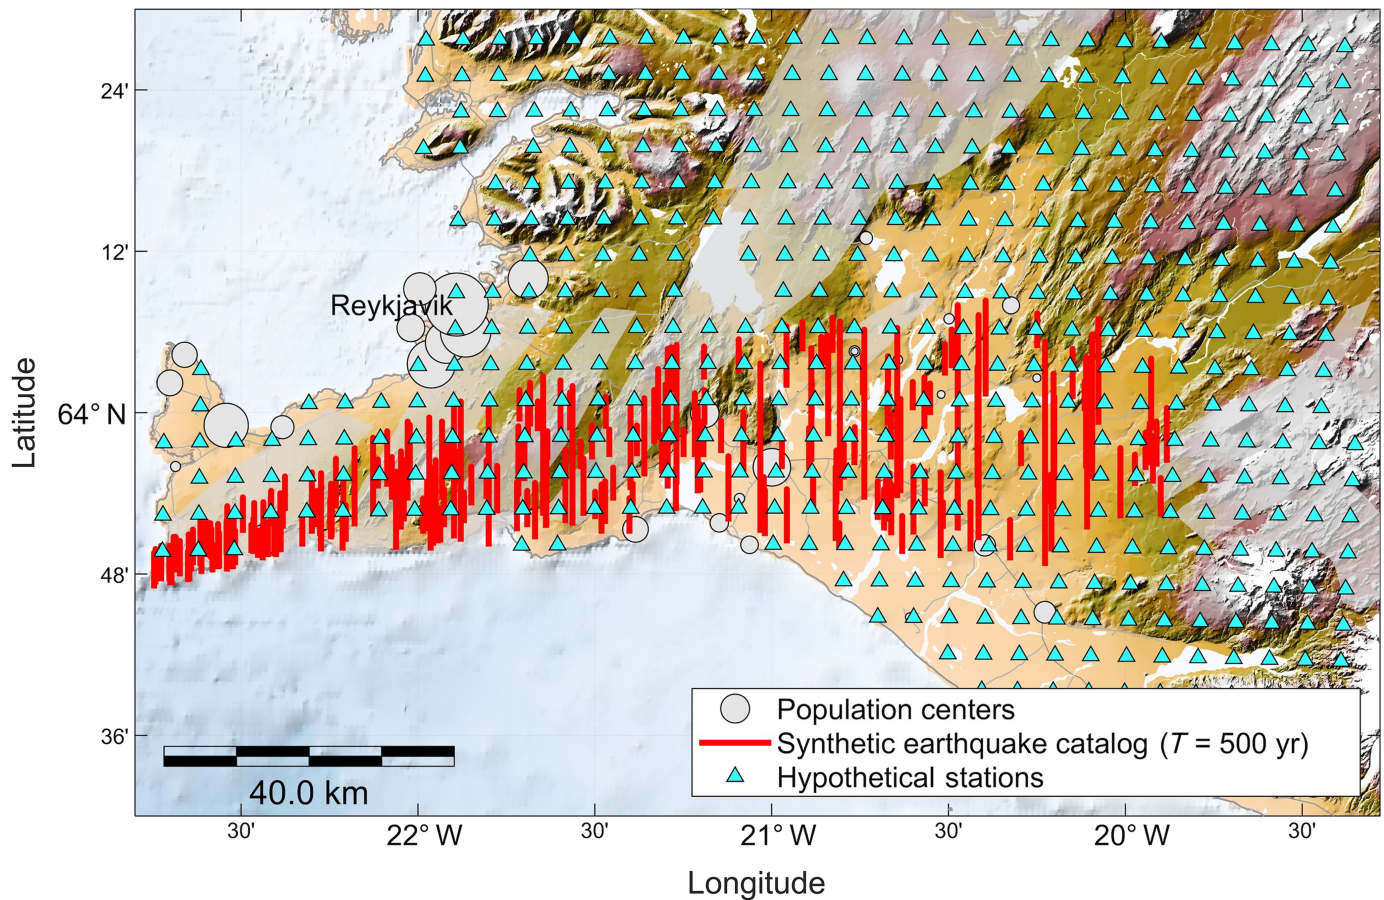 24'
12'
Reykjavik
64° N
48'
36'
Latitude
Population centers
Synthetic earthquake catalog (T = 500 yr)
Hypothetical stations
40.0 km
30' 22° W 30' 21° W 30' 20° W 30'
Longitude